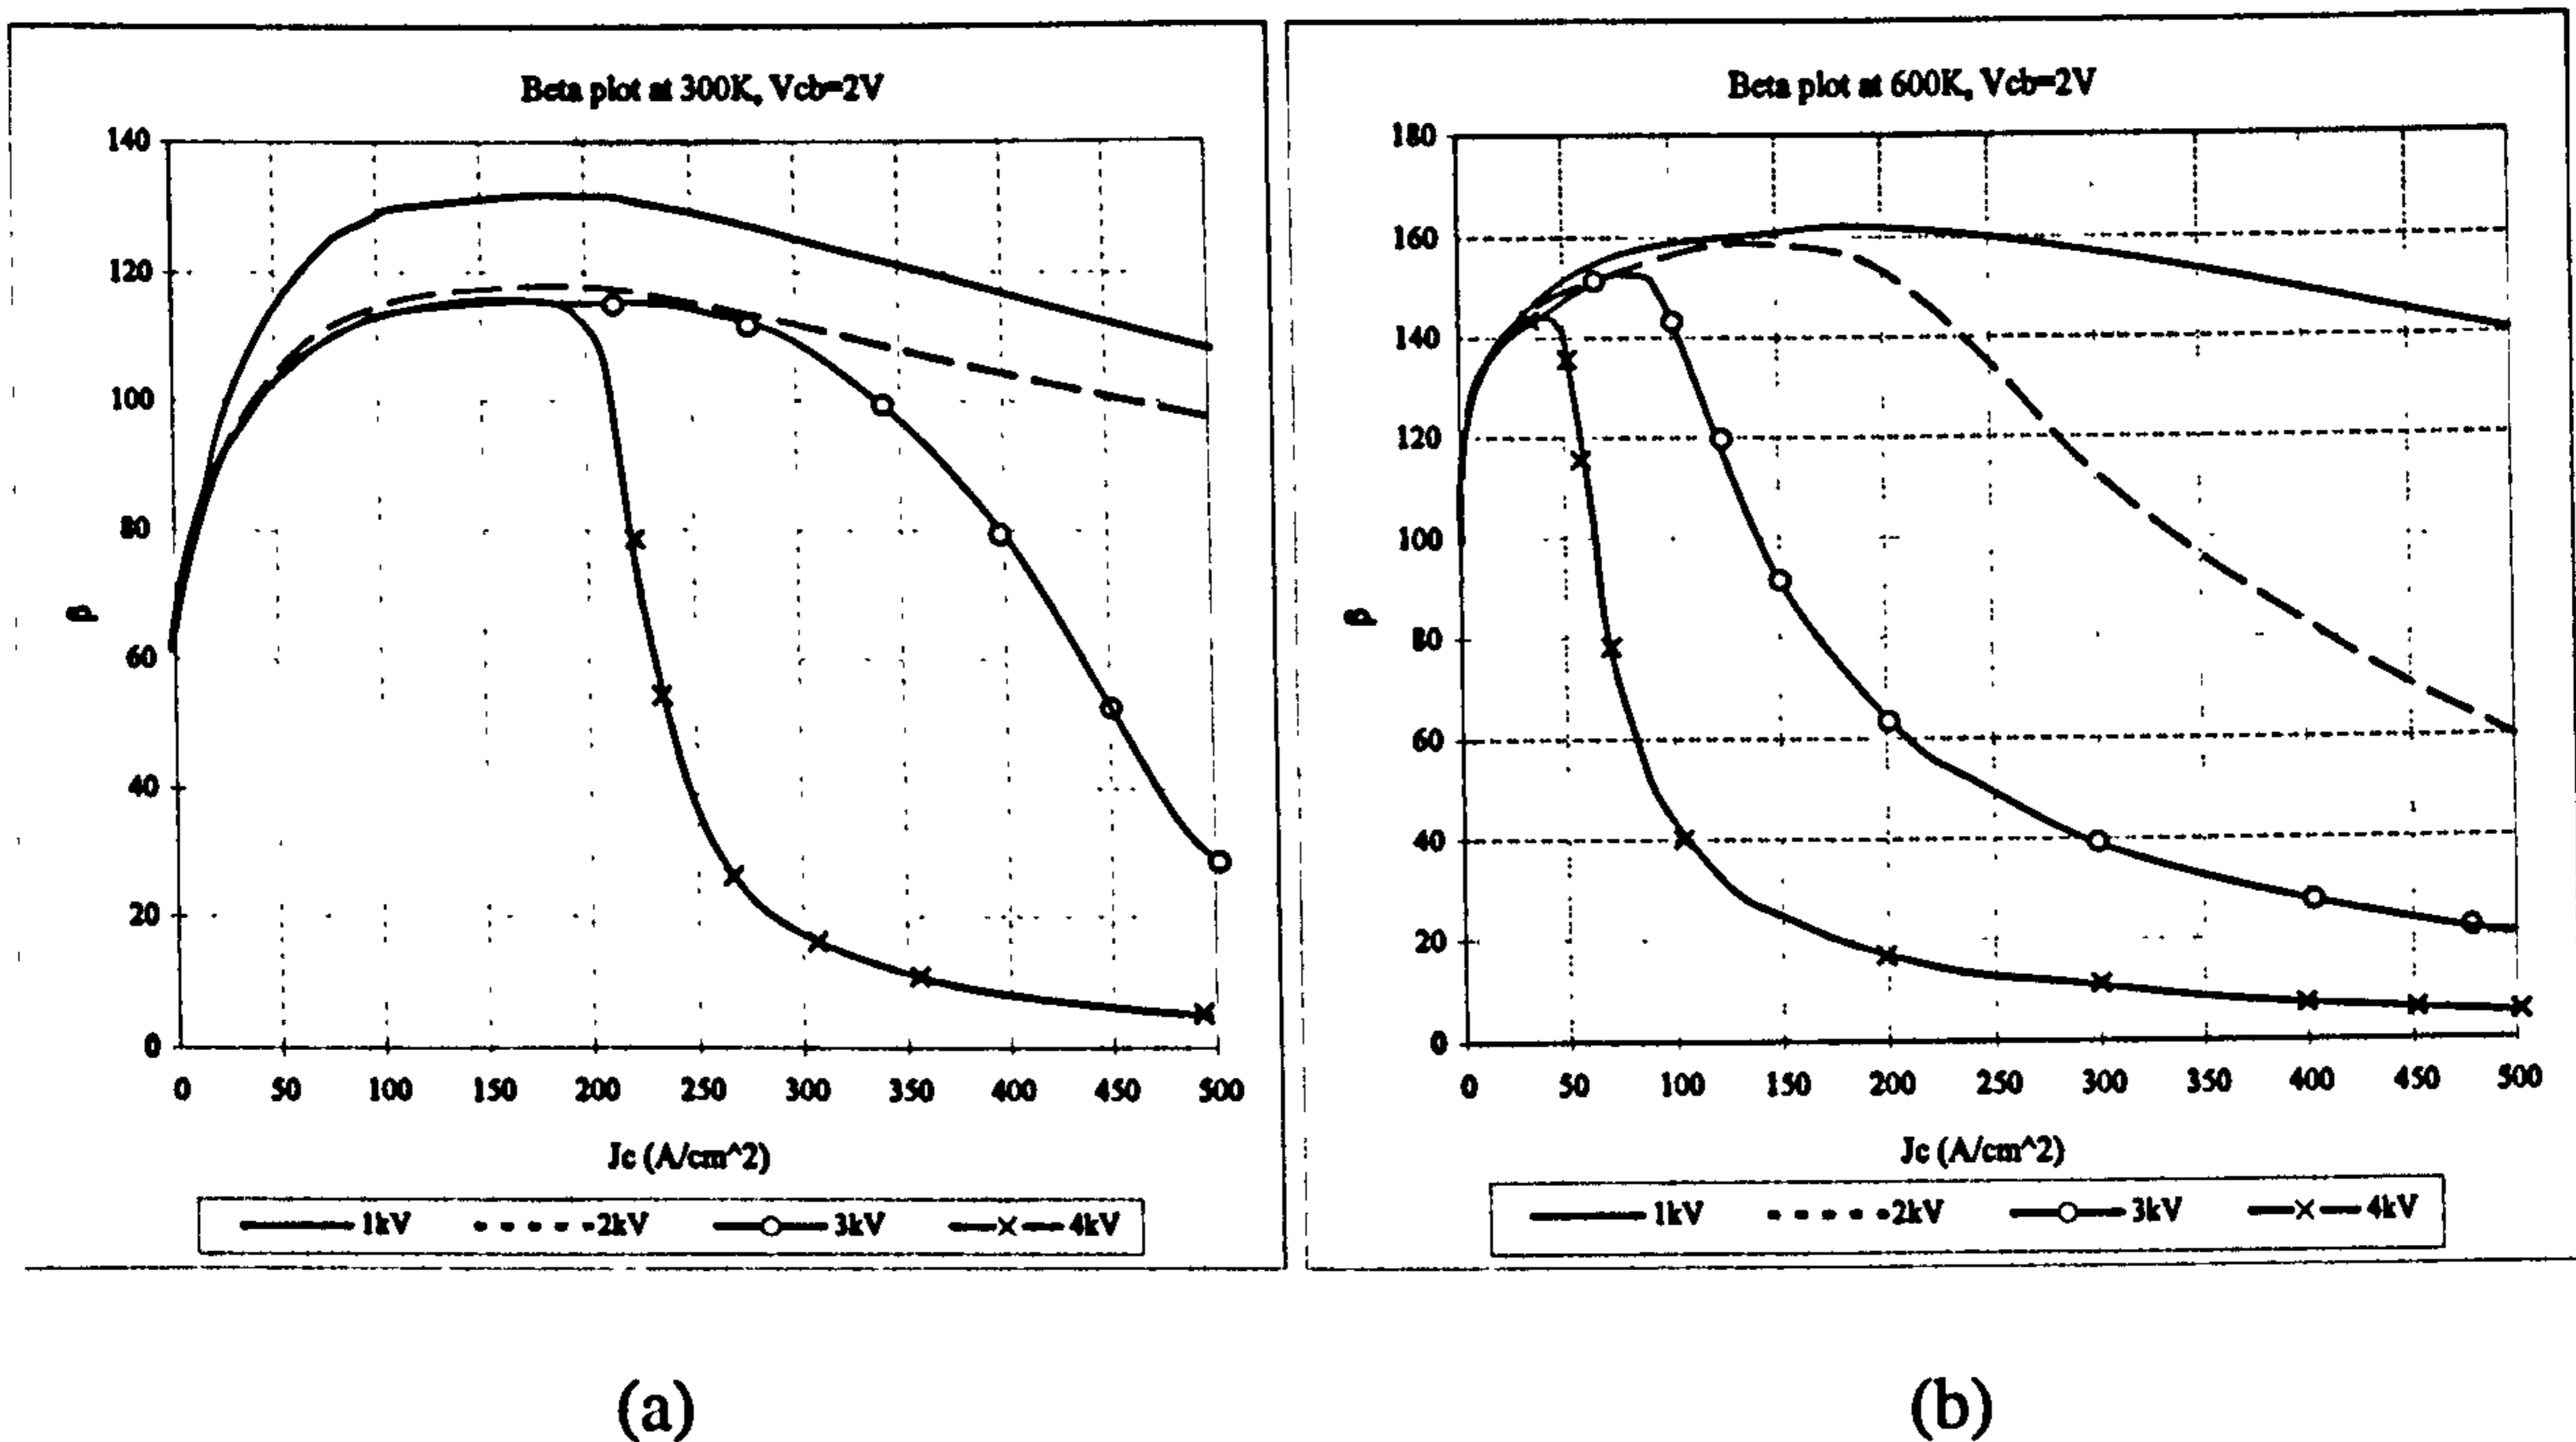 Beta plot at 300K, Vcb=2V
140
120
100
80
60
40
20
0
β
0 50 100 150 200 250 300 350 400 450 500
Jc (A/cm^2)
1kV 2kV 3kV 4kV
(a)
Beta plot at 600K, Vcb=2V
180
160
140
120
100
80
60
40
20
0
β
0 50 100 150 200 250 300 350 400 450 500
Jc (A/cm^2)
1kV 2kV 3kV 4kV
(b)